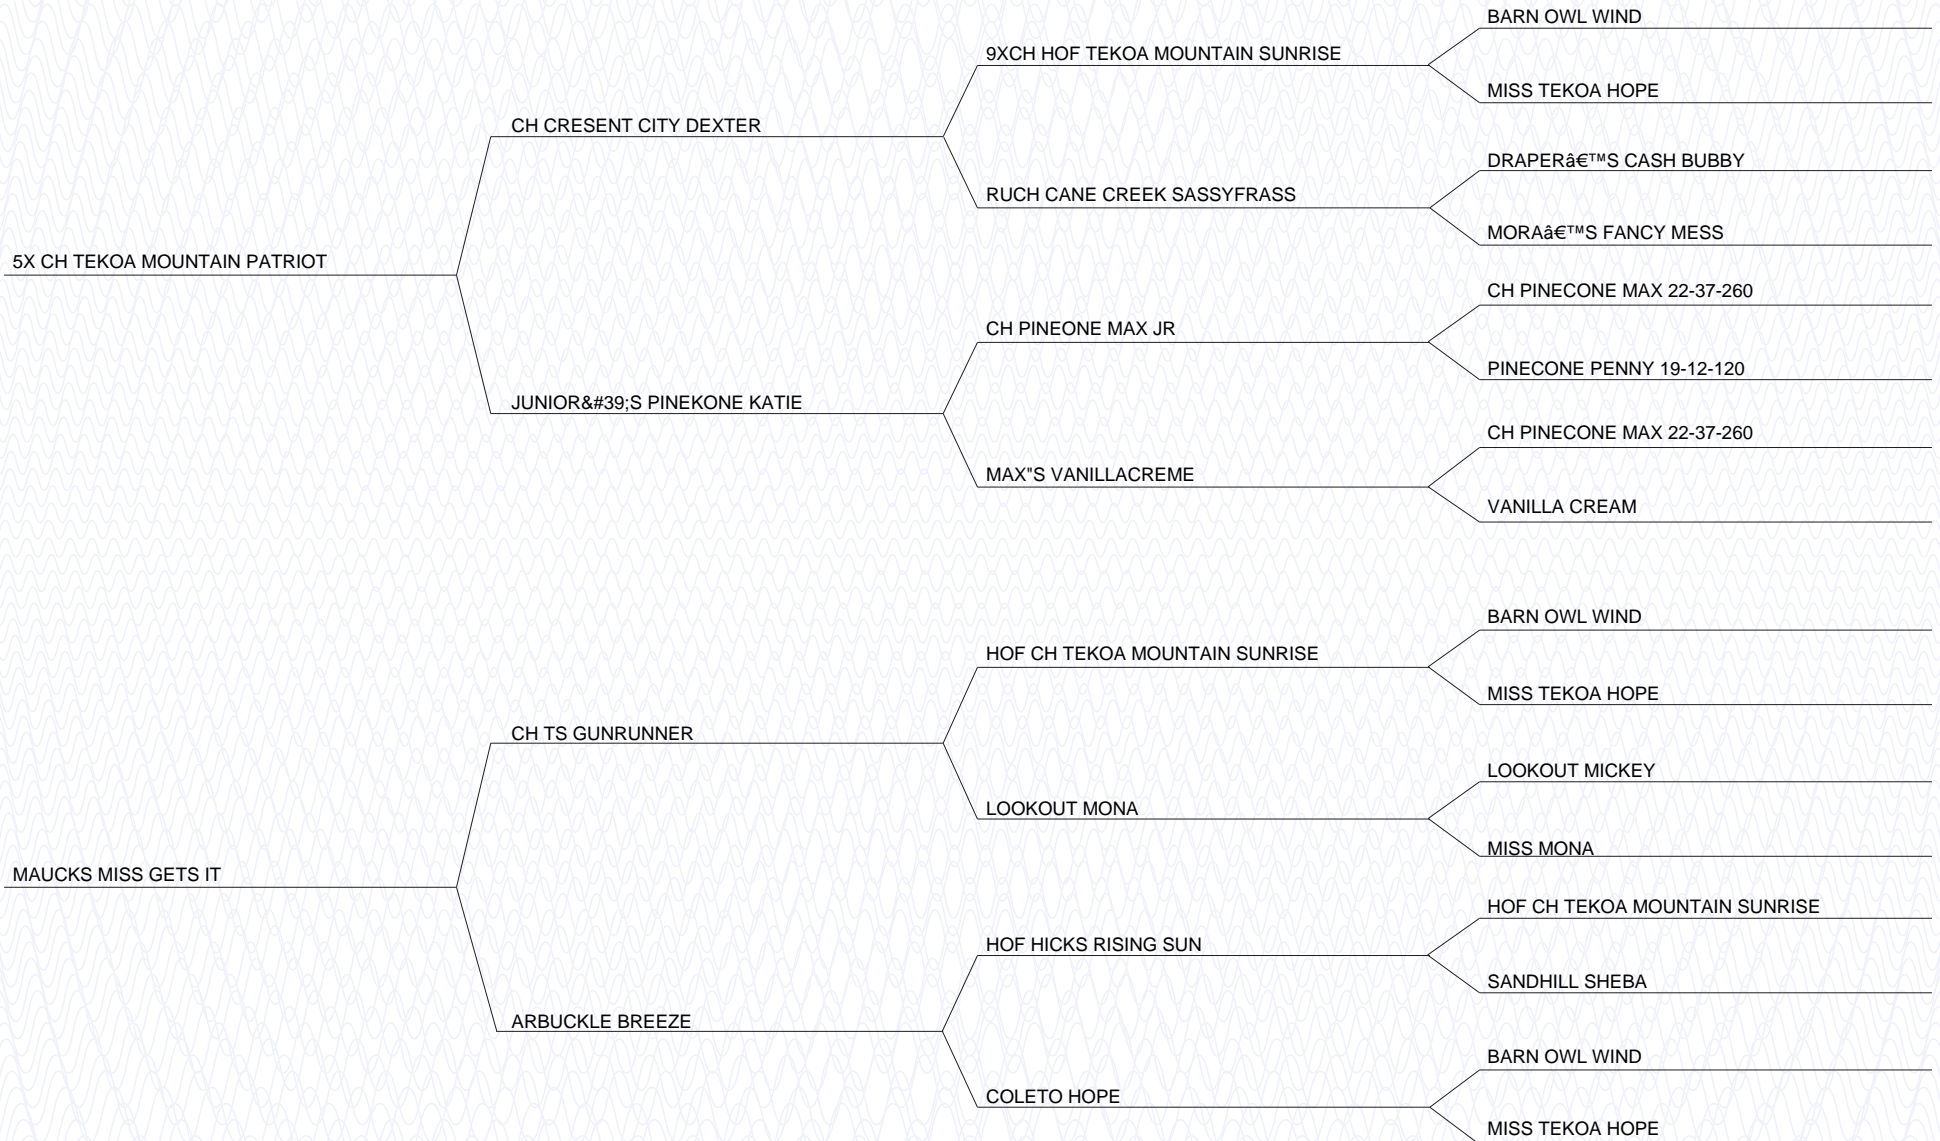 BARN OWL WIND
9XCH HOF TEKOA MOUNTAIN SUNRISE
MISS TEKOA HOPE
CH CRESENT CITY DEXTER
DRAPERâ€™S CASH BUBBY
RUCH CANE CREEK SASSYFRASS
MORAâ€™S FANCY MESS
5X CH TEKOA MOUNTAIN PATRIOT
CH PINECONE MAX 22-37-260
CH PINEONE MAX JR
PINECONE PENNY 19-12-120
JUNIOR&#39;S PINEKONE KATIE
CH PINECONE MAX 22-37-260
MAX"S VANILLACREME
VANILLA CREAM
BARN OWL WIND
HOF CH TEKOA MOUNTAIN SUNRISE
MISS TEKOA HOPE
CH TS GUNRUNNER
LOOKOUT MICKEY
LOOKOUT MONA
MISS MONA
MAUCKS MISS GETS IT
HOF CH TEKOA MOUNTAIN SUNRISE
HOF HICKS RISING SUN
SANDHILL SHEBA
ARBUCKLE BREEZE
BARN OWL WIND
COLETO HOPE
MISS TEKOA HOPE